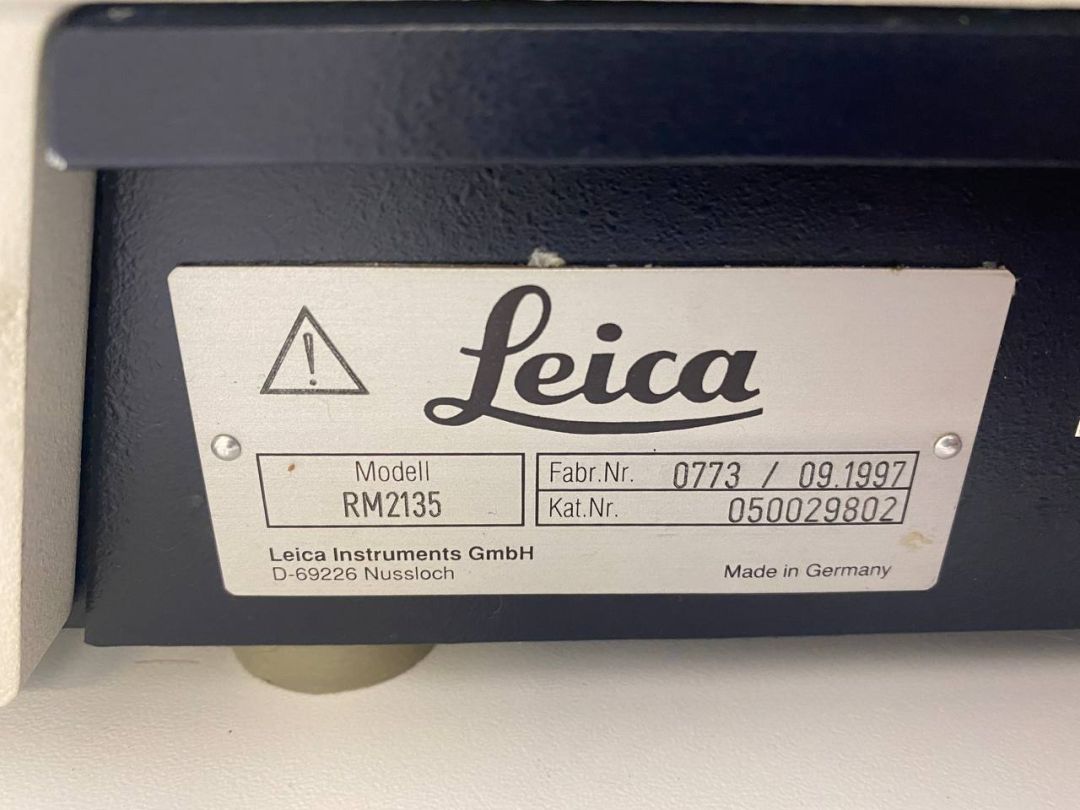 Leica
Modell
RM2135
Fabr.Nr. 0773 / 09.1997
Kat.Nr. 050029802
Leica Instruments GmbH
D-69226 Nussloch
Made in Germany